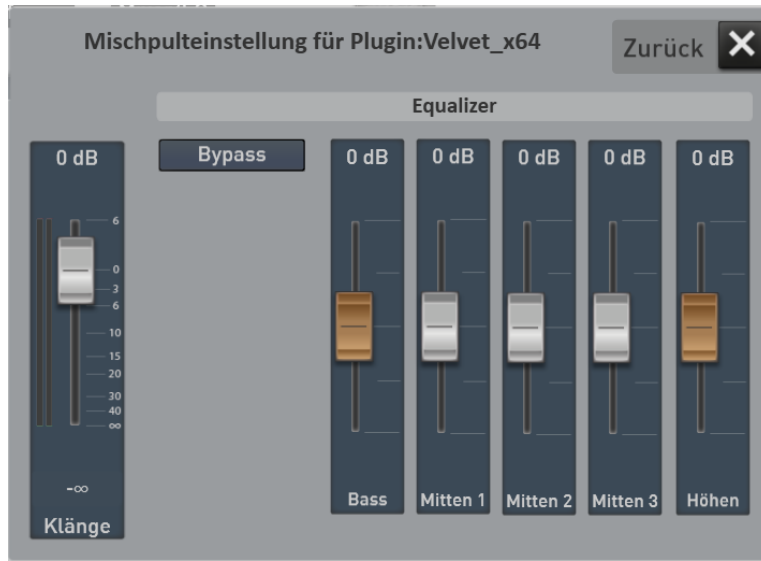 Mischpulteinstellung für Plugin:Velvet_x64
Zurück
Equalizer
0 dB
Bypass
0 dB
0 dB
0 dB
0 dB
0 dB
6
0
3
6
10
15
20
30
40
∞
-∞
Klänge
Bass
Mitten 1
Mitten 2
Mitten 3
Höhen